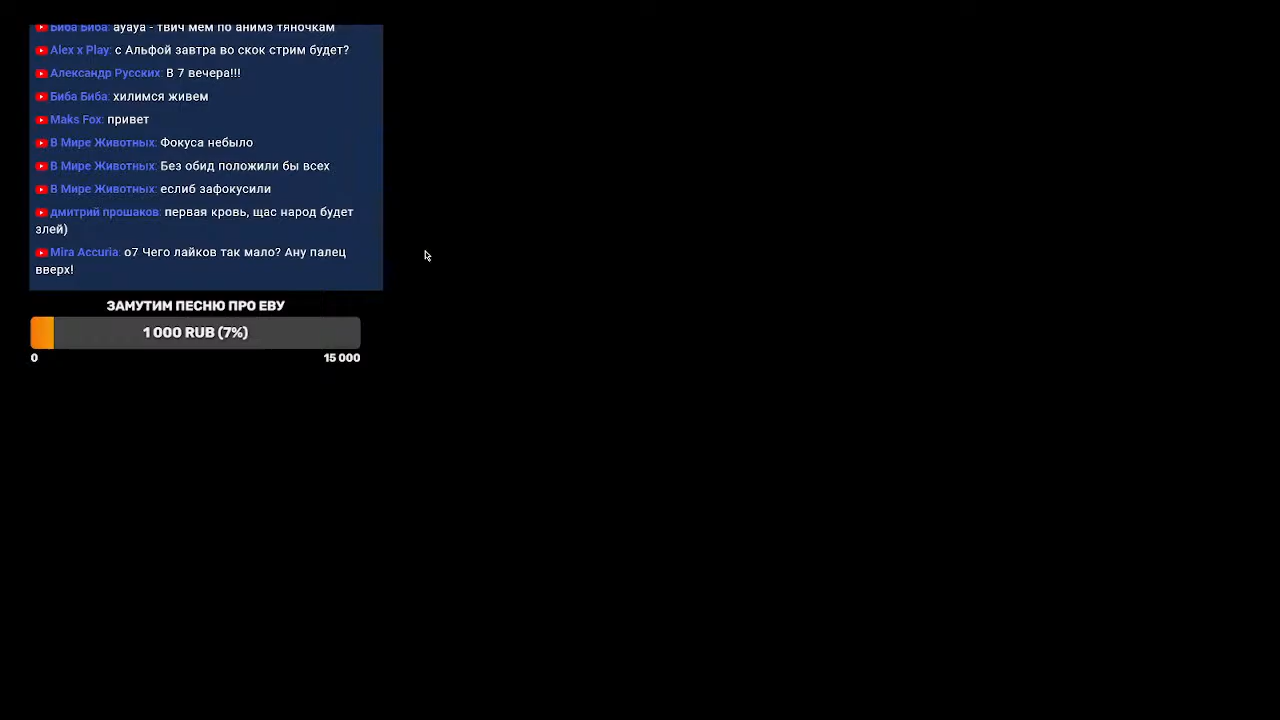 Биба Биба: ауауа - твич мем по анимэ тяночкам
Alex x Play: с Альфой завтра во скок стрим будет?
Александр Русских: В 7 вечера!!!
Биба Биба: хилимся живем
Maks Fox: привет
В Мире Животных: Фокуса небыло
В Мире Животных: Без обид положили бы всех
В Мире Животных: еслиб зафокусили
дмитрий прошаков: первая кровь, щас народ будет
злей)
Mira Accuria: o7 Чего лайков так мало? Ану палец
вверх!
ЗАМУТИМ ПЕСНЮ ПРО ЕВУ
1 000 RUB (7%)
0 15 000